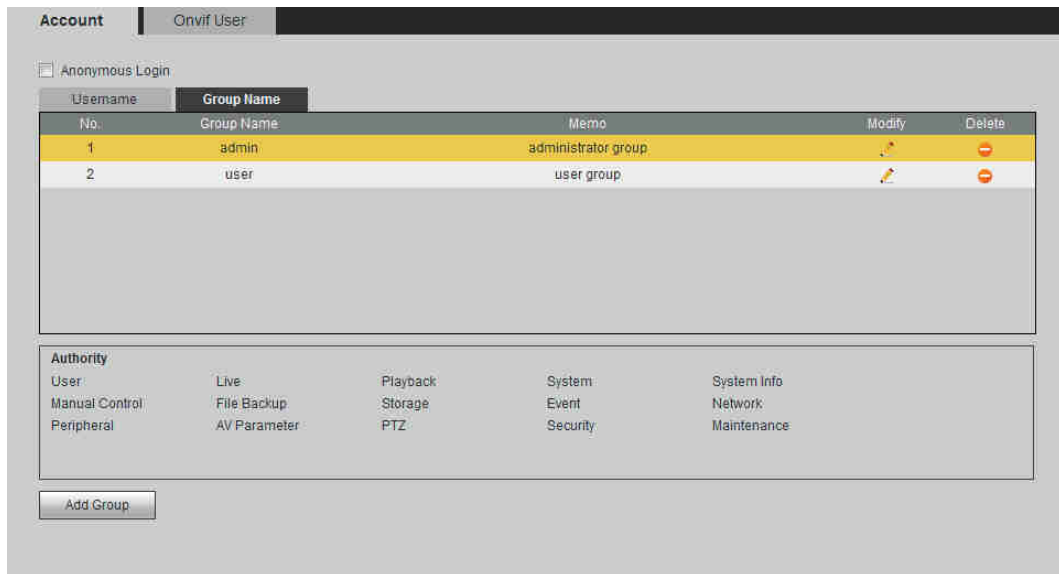 Account Onvif User
Anonymous Login
Username Group Name
No. Group Name Memo Modify Delete
1 admin administrator group
2 user user group
Authority
User Live Playback System System Info
Manual Control File Backup Storage Event Network
Peripheral AV Parameter PTZ Security Maintenance
Add Group